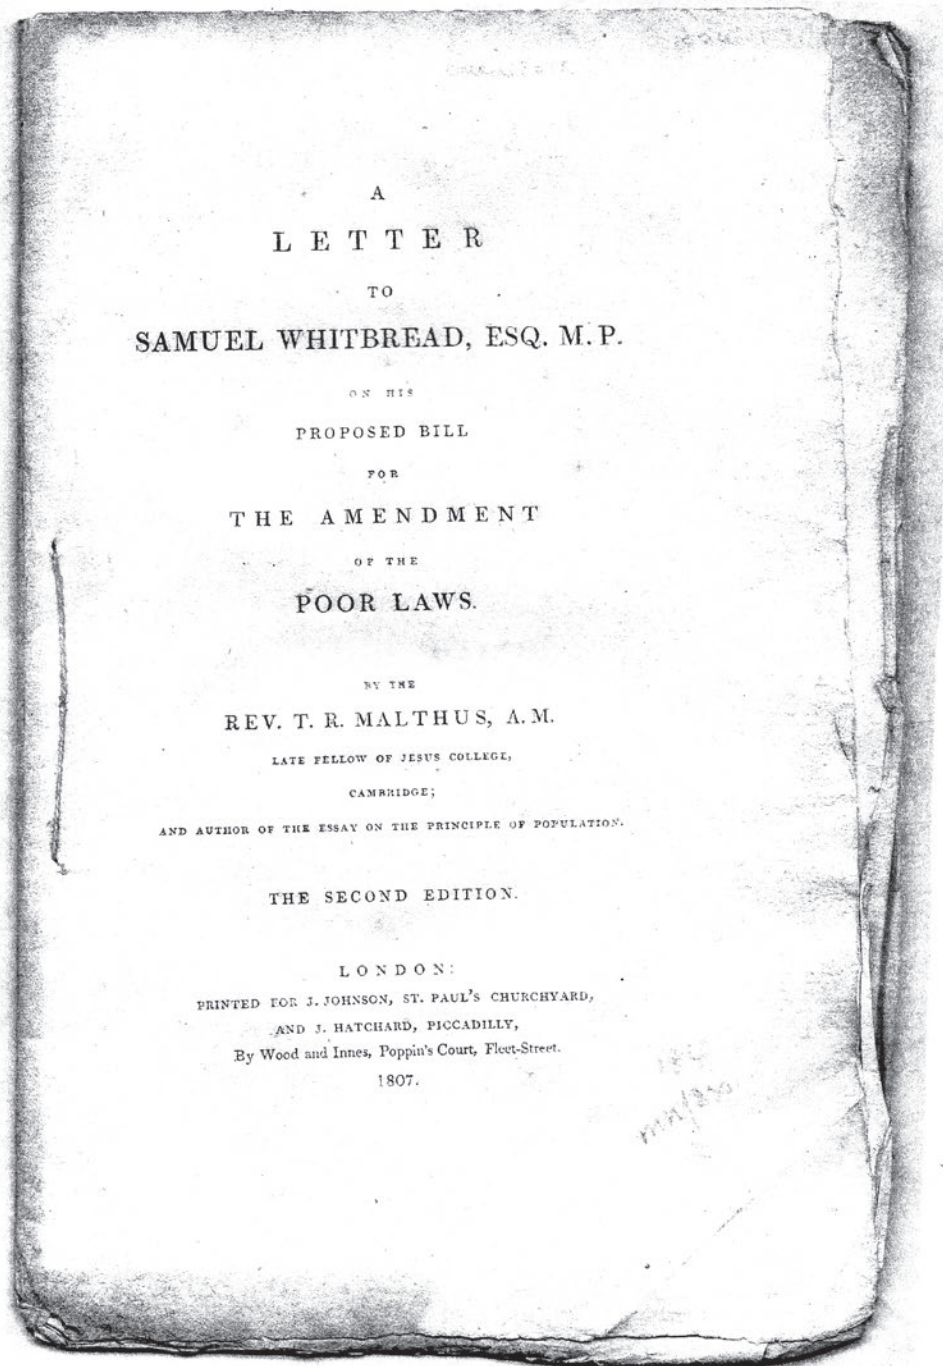 A
LETTER
TO
SAMUEL WHITBREAD, ESQ. M.P.
ON HIS
PROPOSED BILL
FOR
THE AMENDMENT
OF THE
POOR LAWS.
BY THE
REV. T. R. MALTHUS, A.M.
LATE FELLOW OF JESUS COLLEGE,
CAMBRIDGE;
AND AUTHOR OF THE ESSAY ON THE PRINCIPLE OF POPULATION.
THE SECOND EDITION.
LONDON:
PRINTED FOR J. JOHNSON, ST. PAUL'S CHURCHYARD,
AND J. HATCHARD, PICCADILLY,
By Wood and Innes, Poppin's Court, Fleet-Street.
1807.